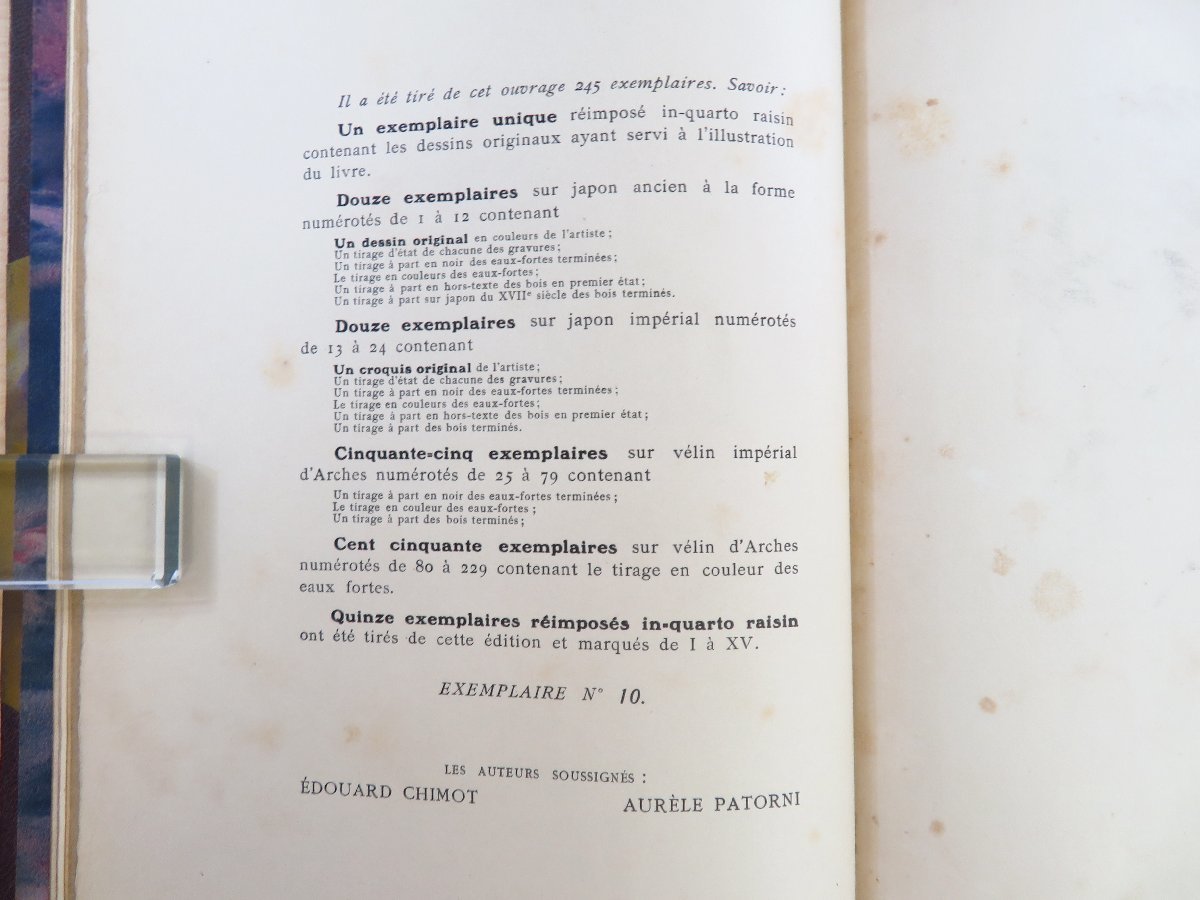 Il a été tiré de cet ouvrage 245 exemplaires. Savoir :
Un exemplaire unique réimposé in-quarto raisin
contenant les dessins originaux ayant servi à l'illustration
du livre.
Douze exemplaires sur japon ancien à la forme
numérotés de 1 à 12 contenant
Un dessin original en couleurs de l'artiste ;
Un tirage d'état de chacune des gravures ;
Un tirage à part en noir des eaux-fortes terminées ;
Le tirage en couleurs des eaux-fortes ;
Un tirage à part en hors-texte des bois en premier état ;
Un tirage à part sur japon du XVIIe siècle des bois terminés.
Douze exemplaires sur japon impérial numérotés
de 13 à 24 contenant
Un croquis original de l'artiste ;
Un tirage d'état de chacune des gravures ;
Un tirage à part en noir des eaux-fortes terminées ;
Le tirage en couleurs des eaux-fortes ;
Un tirage à part en hors-texte des bois en premier état ;
Un tirage à part des bois terminés.
Cinquante-cinq exemplaires sur vélin impérial
d'Arches numérotés de 25 à 79 contenant
Un tirage à part en noir des eaux-fortes terminées ;
Le tirage en couleur des eaux-fortes ;
Un tirage à part des bois terminés ;
Cent cinquante exemplaires sur vélin d'Arches
numérotés de 80 à 229 contenant le tirage en couleur des
eaux fortes.
Quinze exemplaires réimposés in-quarto raisin
ont été tirés de cette édition et marqués de I à XV.
EXEMPLAIRE N° 10.
LES AUTEURS SOUSSIGNÉS :
ÉDOUARD CHIMOT AURÈLE PATORNI